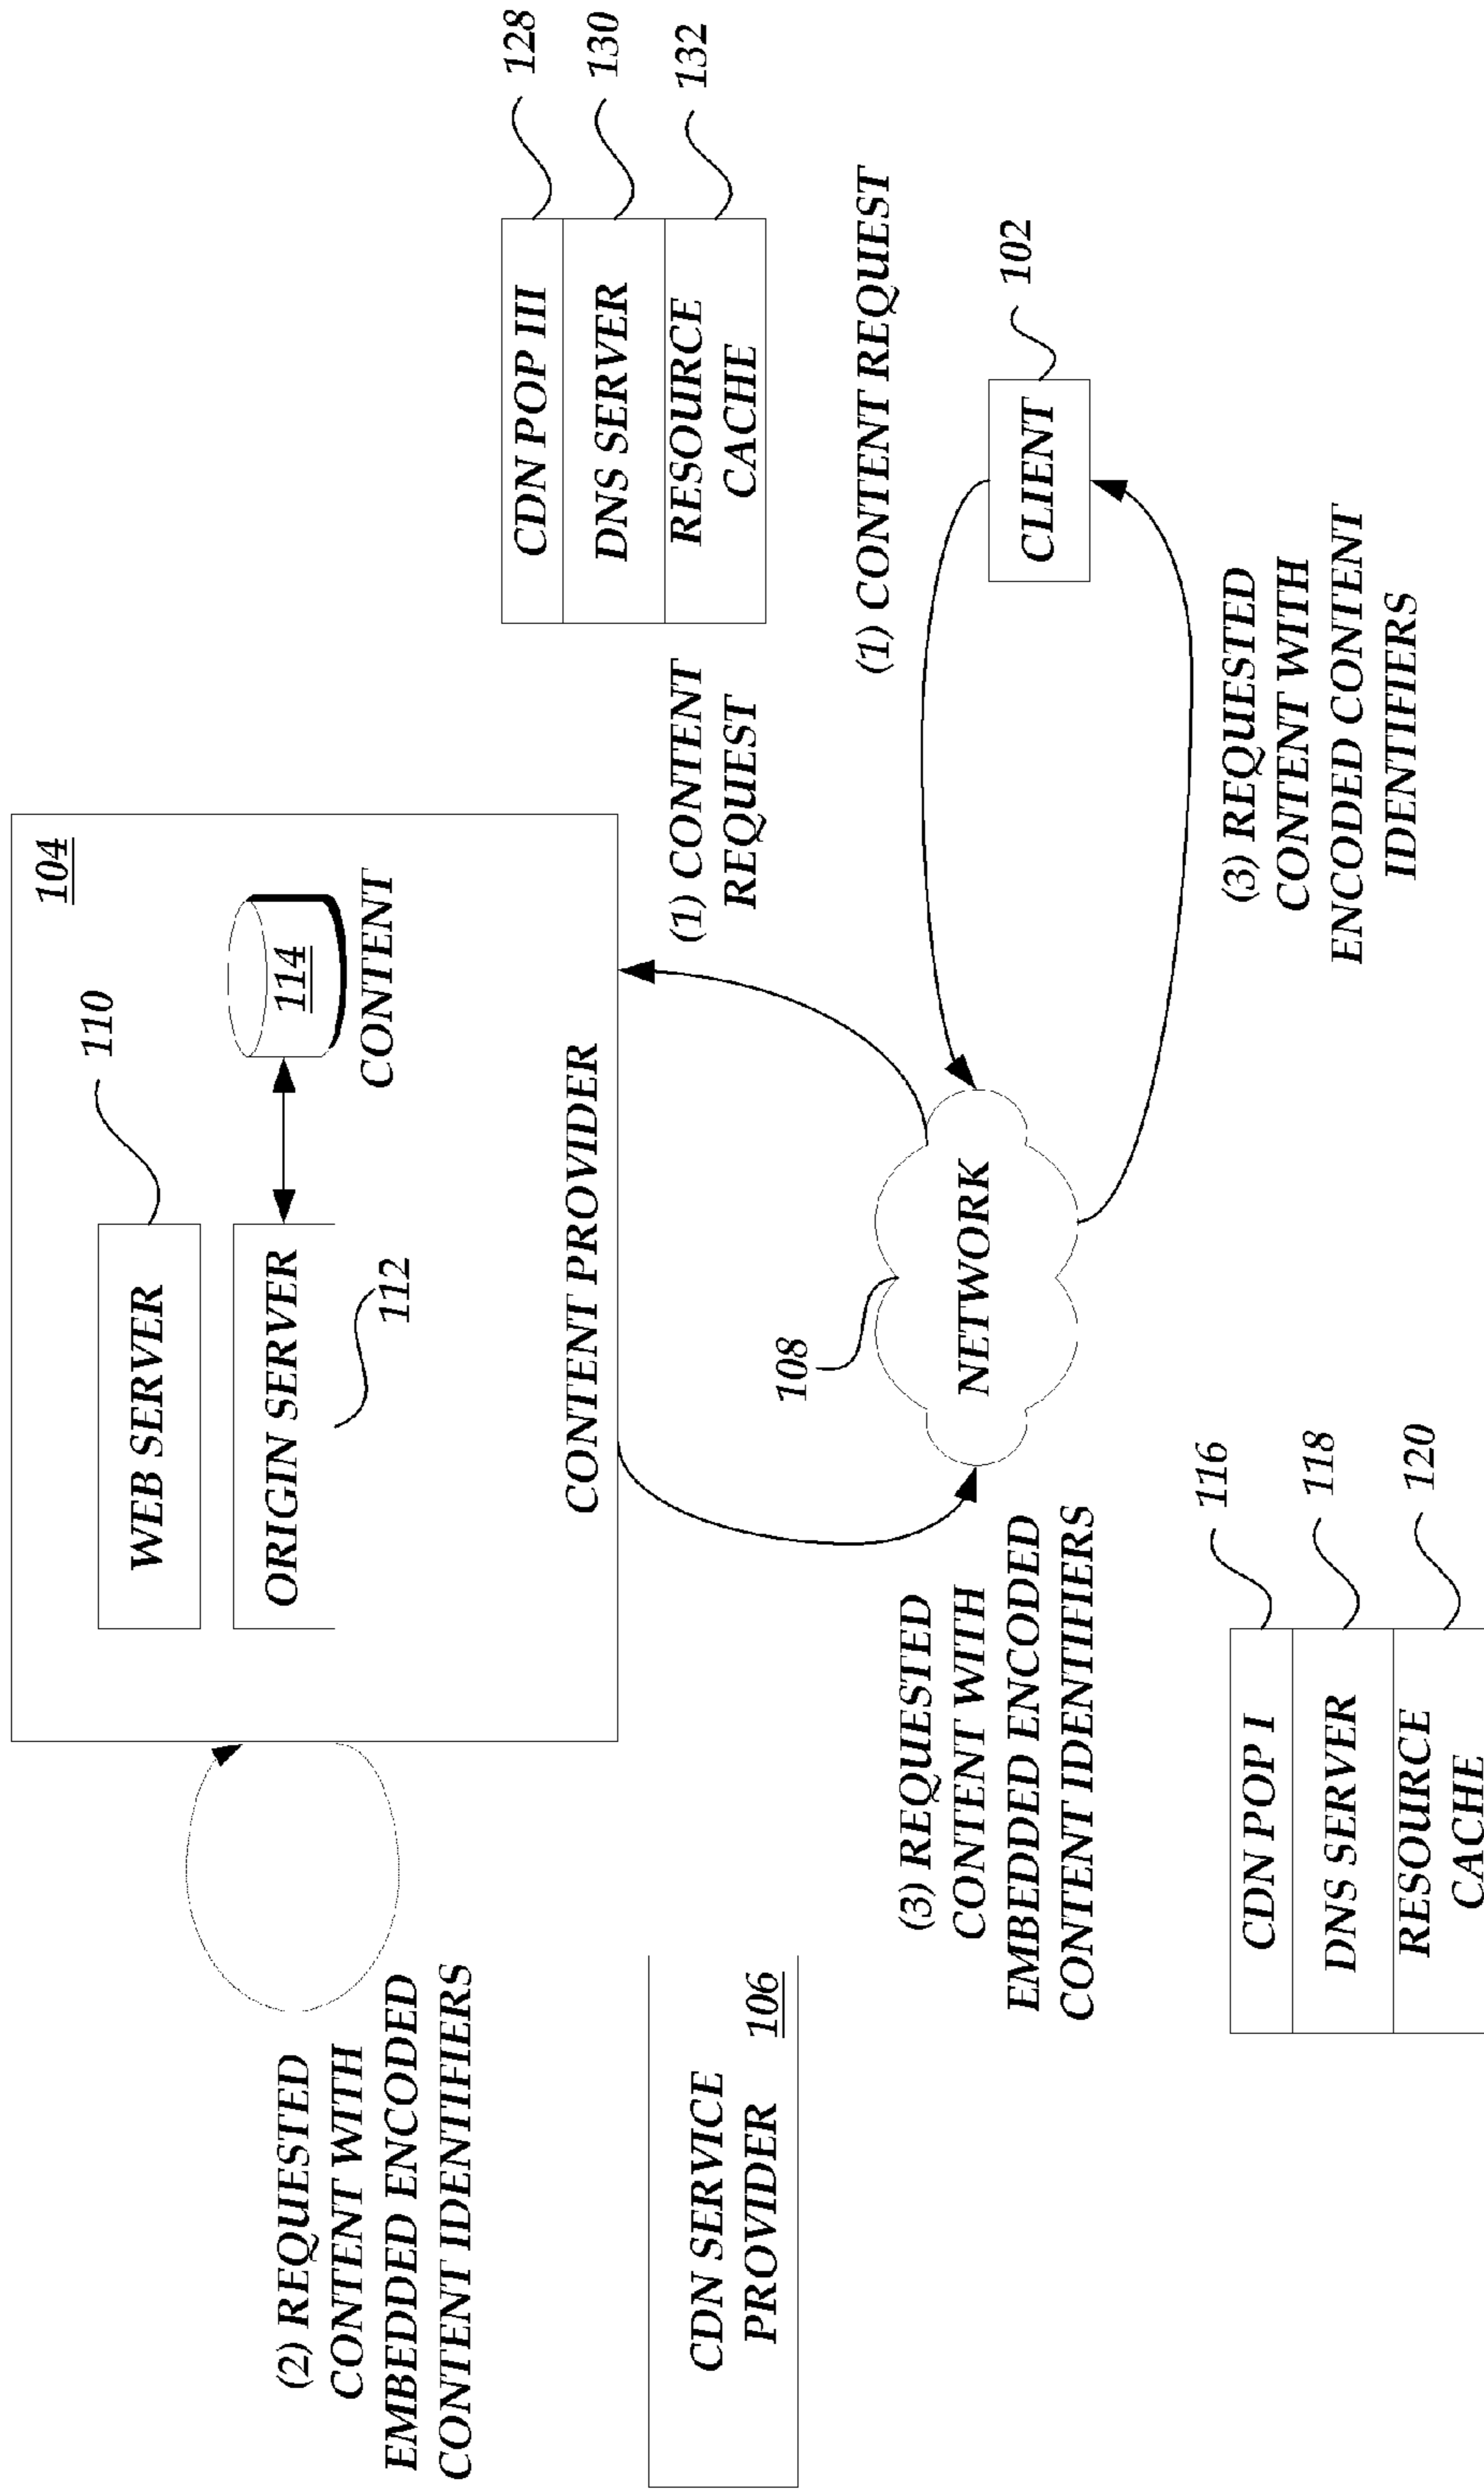 104
WEB SERVER
110
ORIGIN SERVER
112
114
CONTENT
CONTENT PROVIDER
(2) REQUESTED
CONTENT WITH
EMBEDDED ENCODED
CONTENT IDENTIFIERS
CDN SERVICE
PROVIDER 106
(1) CONTENT
REQUEST
CDN POP III
128
DNS SERVER
130
RESOURCE
CACHE
132
108
NETWORK
(3) REQUESTED
CONTENT WITH
EMBEDDED ENCODED
CONTENT IDENTIFIERS
(1) CONTENT REQUEST
CLIENT
102
(3) REQUESTED
CONTENT WITH
ENCODED CONTENT
IDENTIFIERS
CDN POP I
116
DNS SERVER
118
RESOURCE
CACHE
120